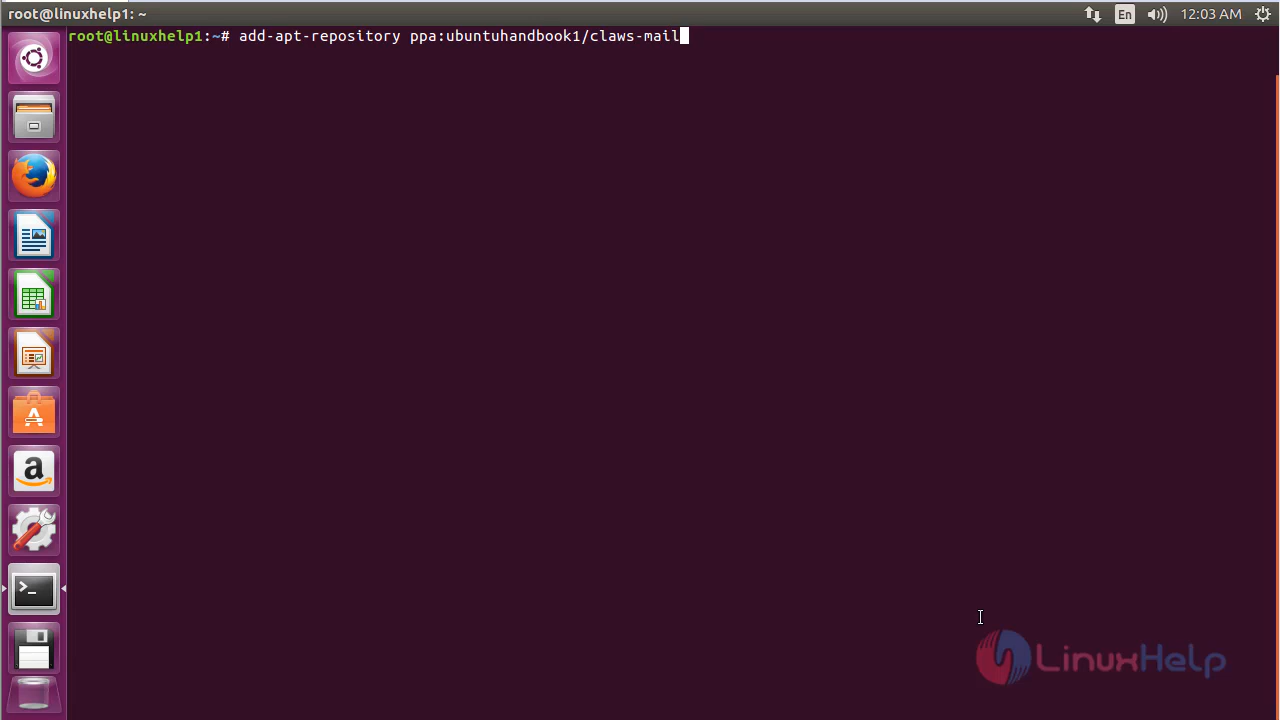 root@linuxhelp1: ~
En
12:03 AM
root@linuxhelp1:~# add-apt-repository ppa:ubuntuhandbook1/claws-mail
LinuxHelp